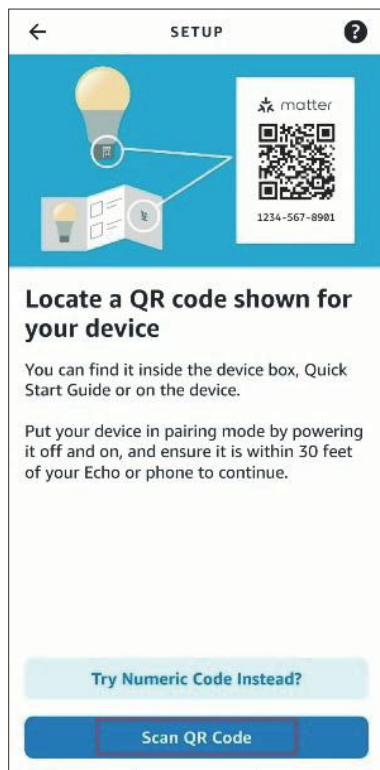 SETUP
?
matter
1234-567-8901
Locate a QR code shown for
your device
You can find it inside the device box, Quick
Start Guide or on the device.
Put your device in pairing mode by powering
it off and on, and ensure it is within 30 feet
of your Echo or phone to continue.
Try Numeric Code Instead?
Scan QR Code